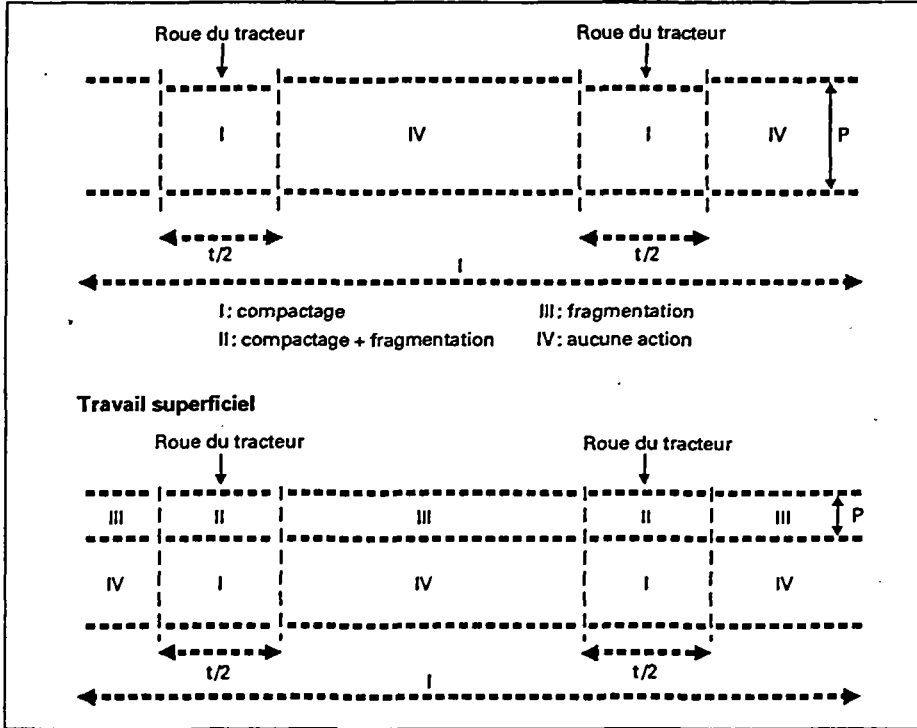 Roue du tracteur Roue du tracteur
I IV I IV P
t/2 t/2
l
I: compactage III: fragmentation
II: compactage + fragmentation IV: aucune action
Travail superficiel
Roue du tracteur Roue du tracteur
III II III II III P
IV I IV I IV
t/2 t/2
l